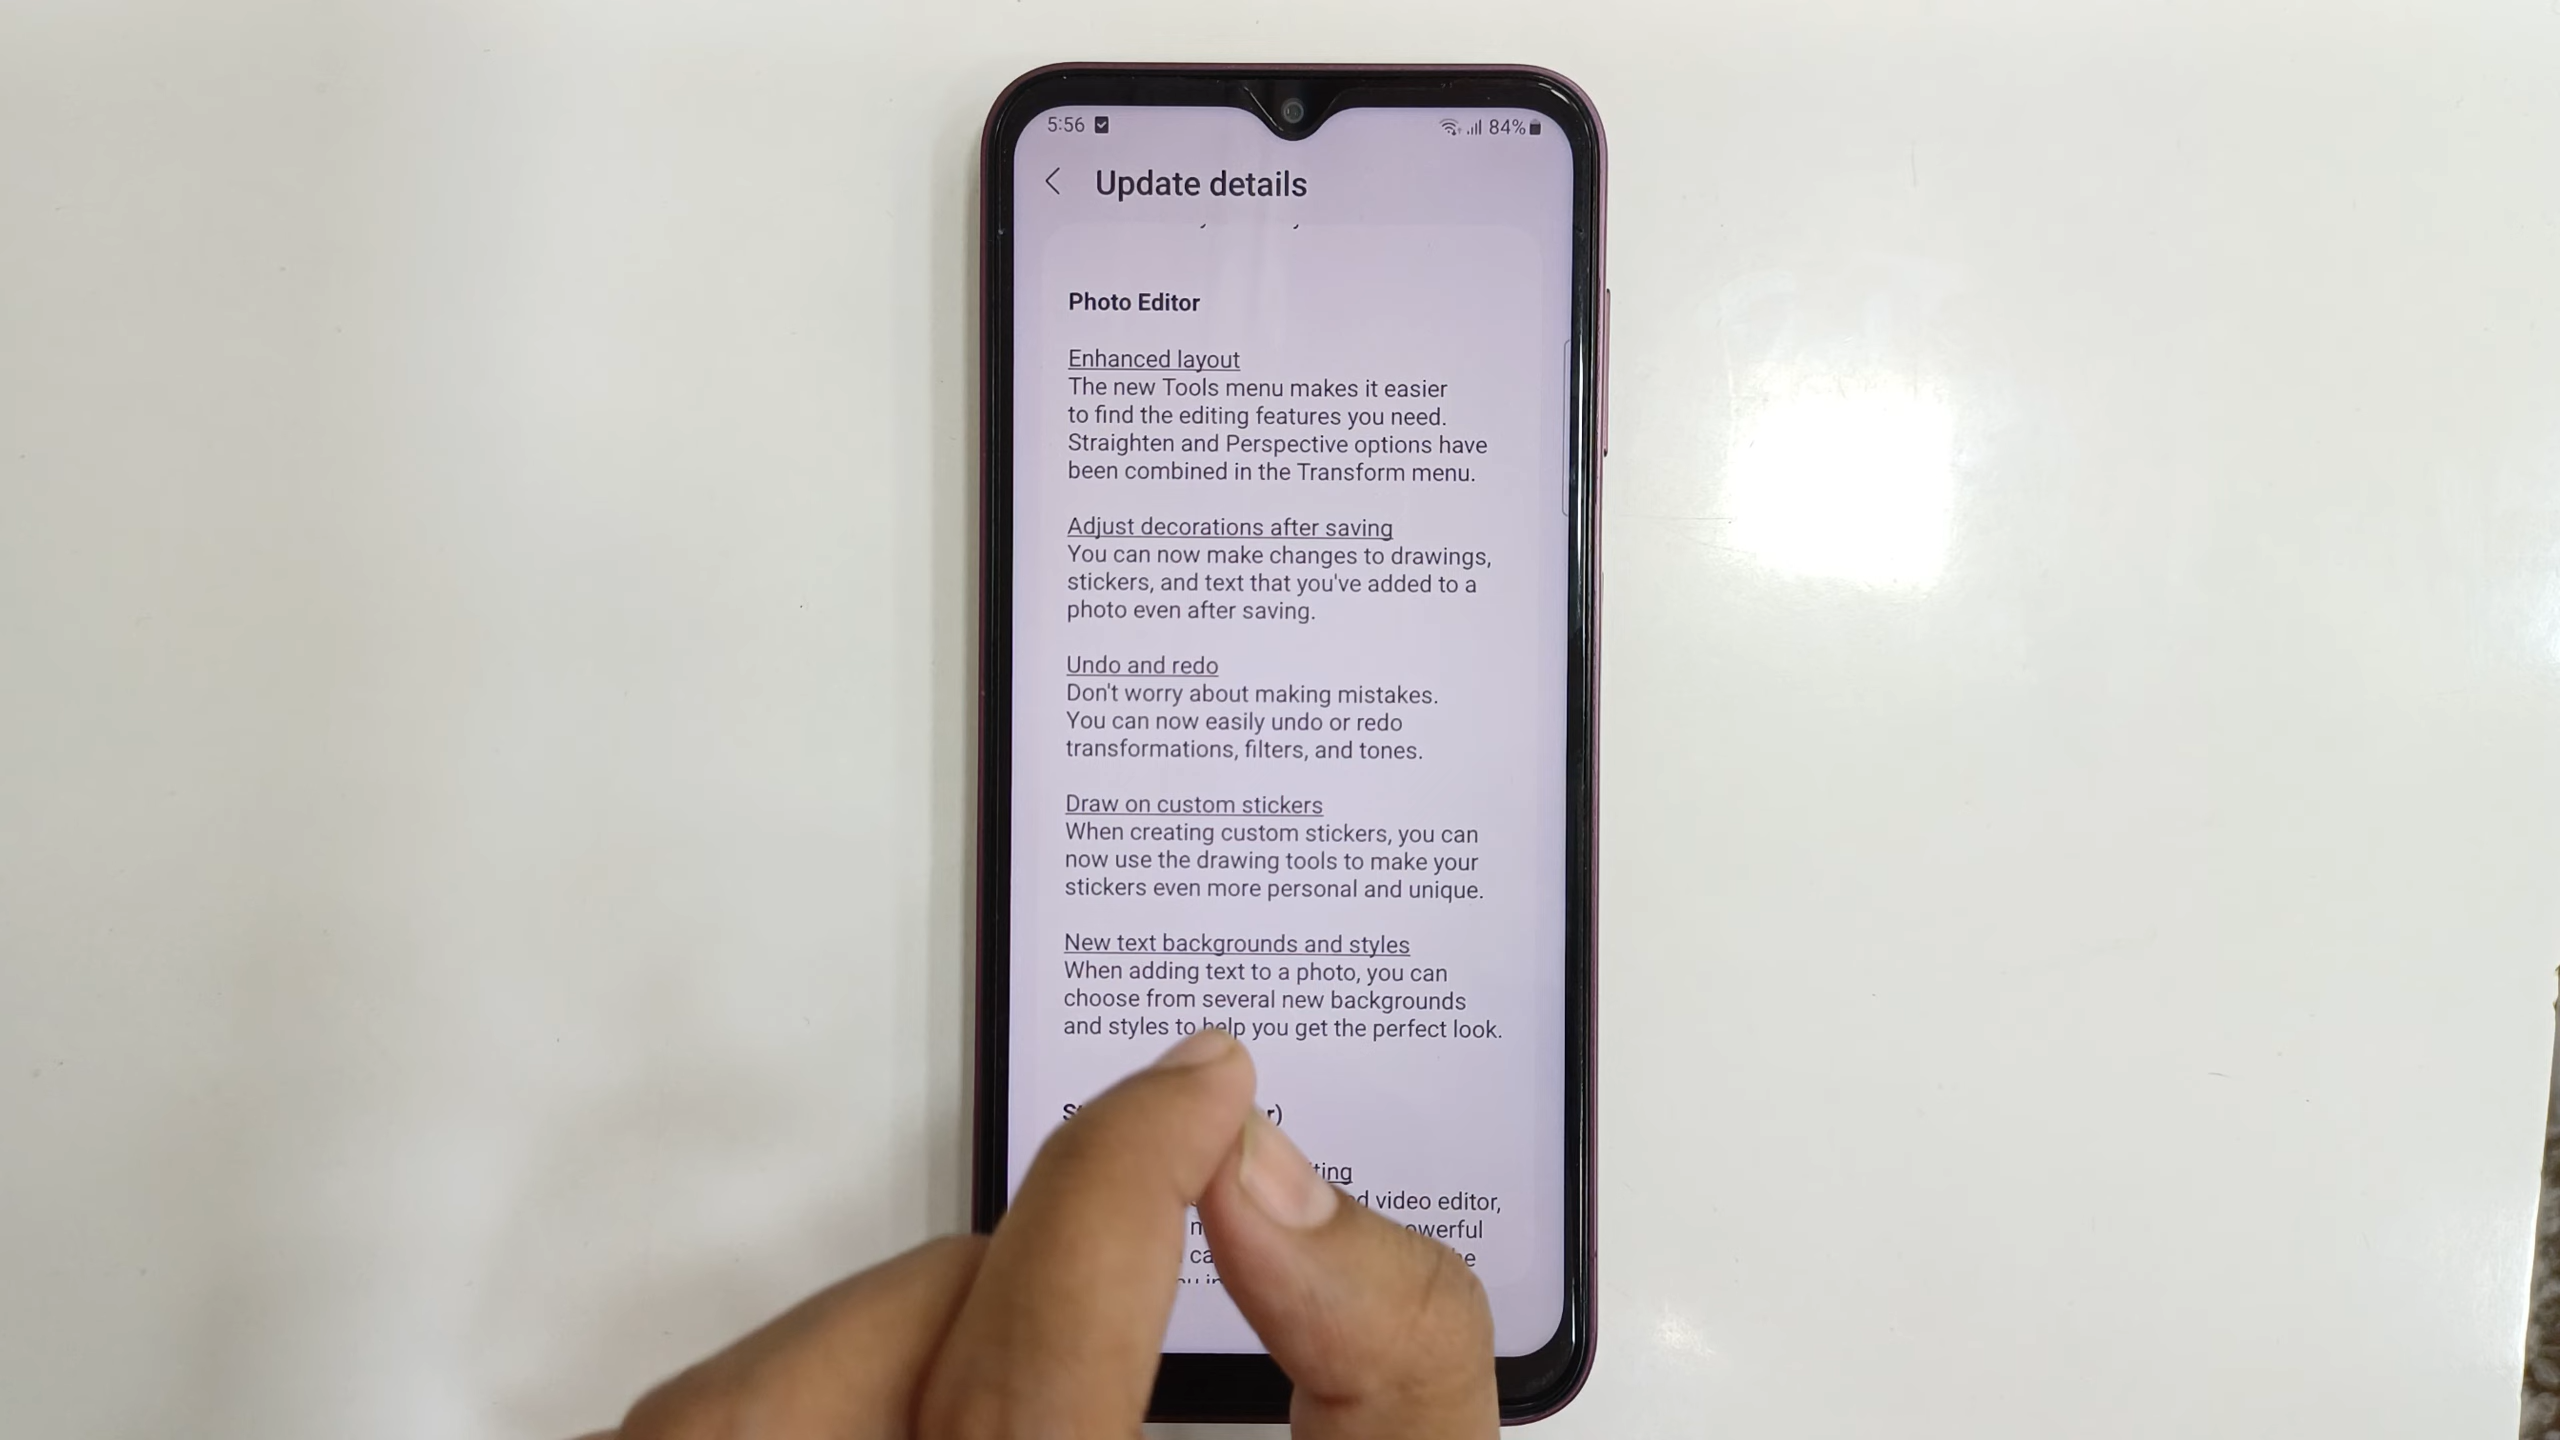 5:56 84%
Update details
Photo Editor
Enhanced layout
The new Tools menu makes it easier
to find the editing features you need.
Straighten and Perspective options have
been combined in the Transform menu.
Adjust decorations after saving
You can now make changes to drawings,
stickers, and text that you've added to a
photo even after saving.
Undo and redo
Don't worry about making mistakes.
You can now easily undo or redo
transformations, filters, and tones.
Draw on custom stickers
When creating custom stickers, you can
now use the drawing tools to make your
stickers even more personal and unique.
New text backgrounds and styles
When adding text to a photo, you can
choose from several new backgrounds
and styles to help you get the perfect look.
video editor,